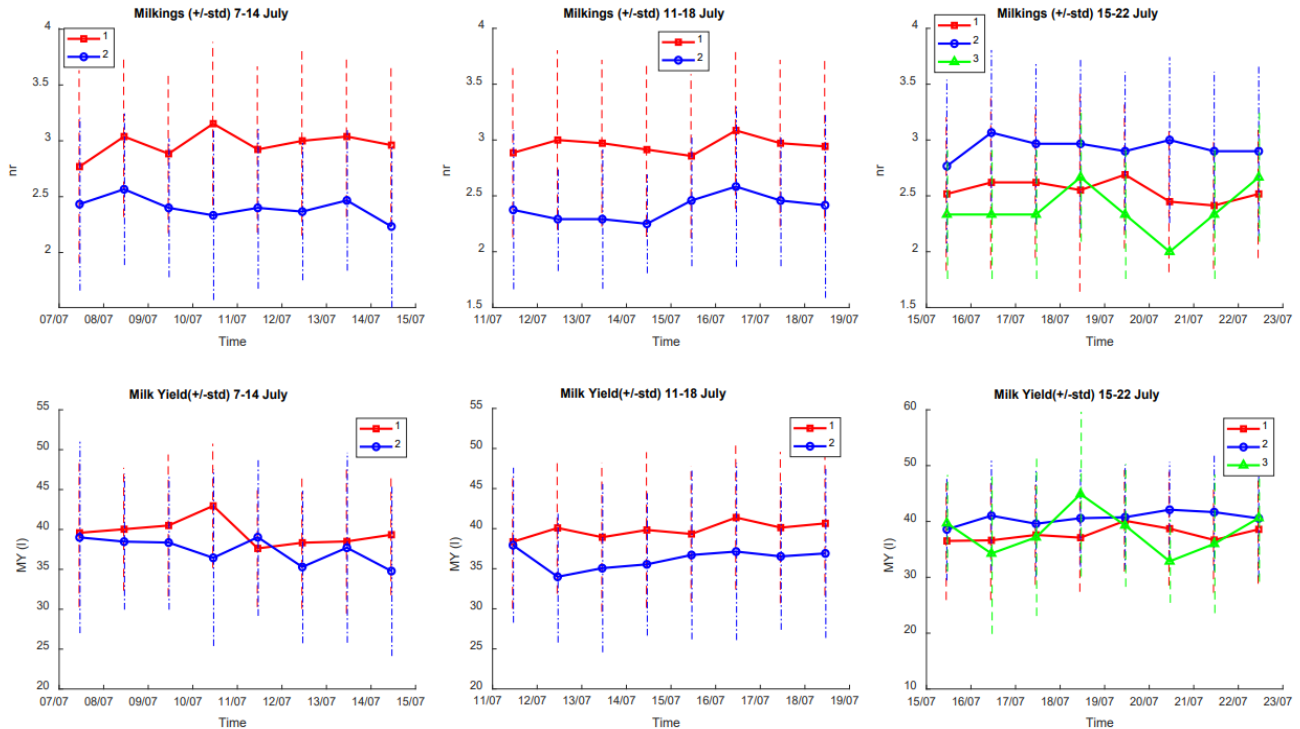 Milkings (+/-std) 7-14 July
4
3.5
3
2.5
2
nr
1
2
07/07 08/07 09/07 10/07 11/07 12/07 13/07 14/07 15/07
Time
Milkings (+/-std) 11-18 July
4
3.5
3
2.5
2
1.5
nr
1
2
11/07 12/07 13/07 14/07 15/07 16/07 17/07 18/07 19/07
Time
Milkings (+/-std) 15-22 July
4
3.5
3
2.5
2
1.5
nr
1
2
3
15/07 16/07 17/07 18/07 19/07 20/07 21/07 22/07 23/07
Time
Milk Yield(+/-std) 7-14 July
55
50
45
40
35
30
25
20
MY (l)
1
2
07/07 08/07 09/07 10/07 11/07 12/07 13/07 14/07 15/07
Time
Milk Yield(+/-std) 11-18 July
55
50
45
40
35
30
25
20
MY (l)
1
2
11/07 12/07 13/07 14/07 15/07 16/07 17/07 18/07 19/07
Time
Milk Yield(+/-std) 15-22 July
60
50
40
30
20
10
MY (l)
1
2
3
15/07 16/07 17/07 18/07 19/07 20/07 21/07 22/07 23/07
Time